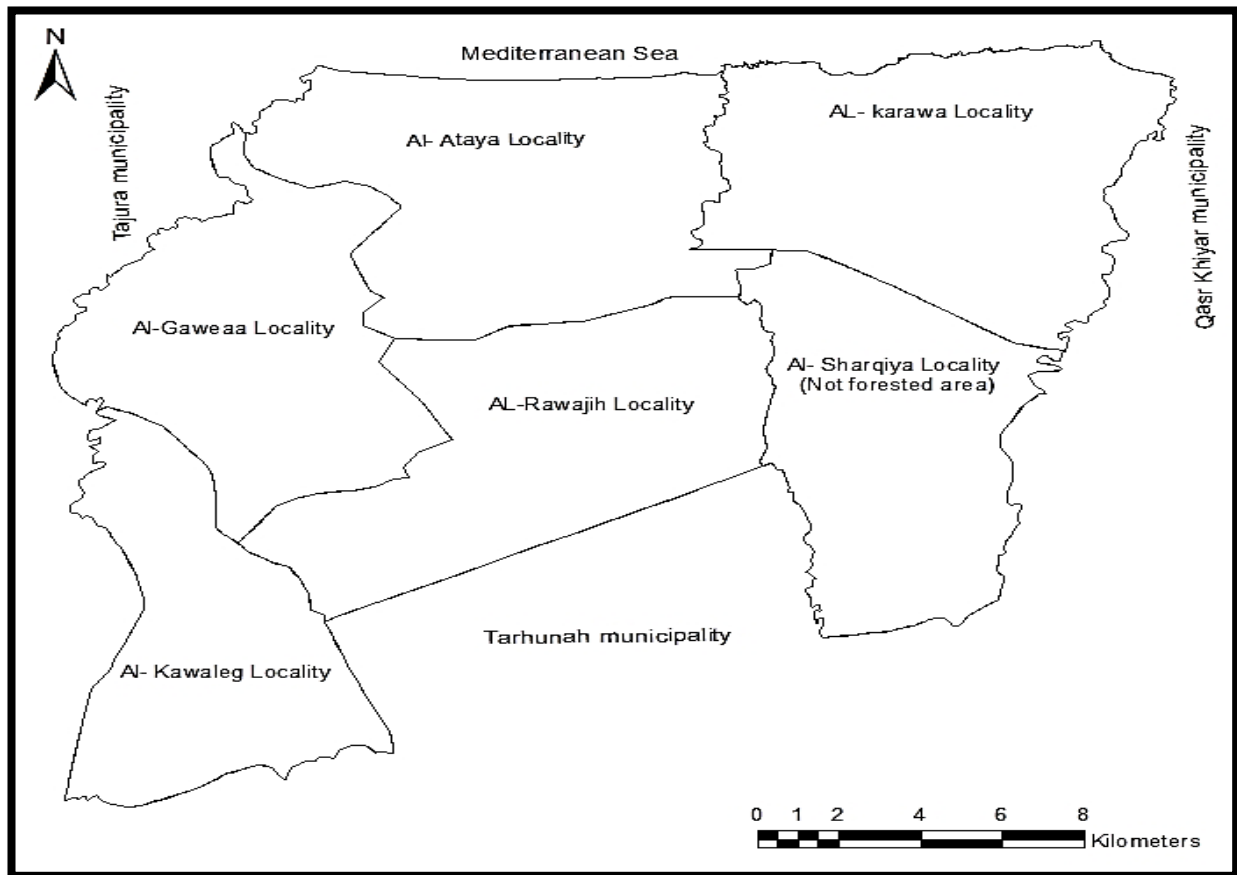 N
Mediterranean Sea
Tajura municipality
Al- Ataya Locality
AL- karawa Locality
Qasr Khiyar municipality
Al-Gaweaa Locality
AL-Rawajih Locality
Al- Sharqiya Locality
(Not forested area)
Tarhunah municipality
Al- Kawaleg Locality
0 1 2 4 6 8
Kilometers